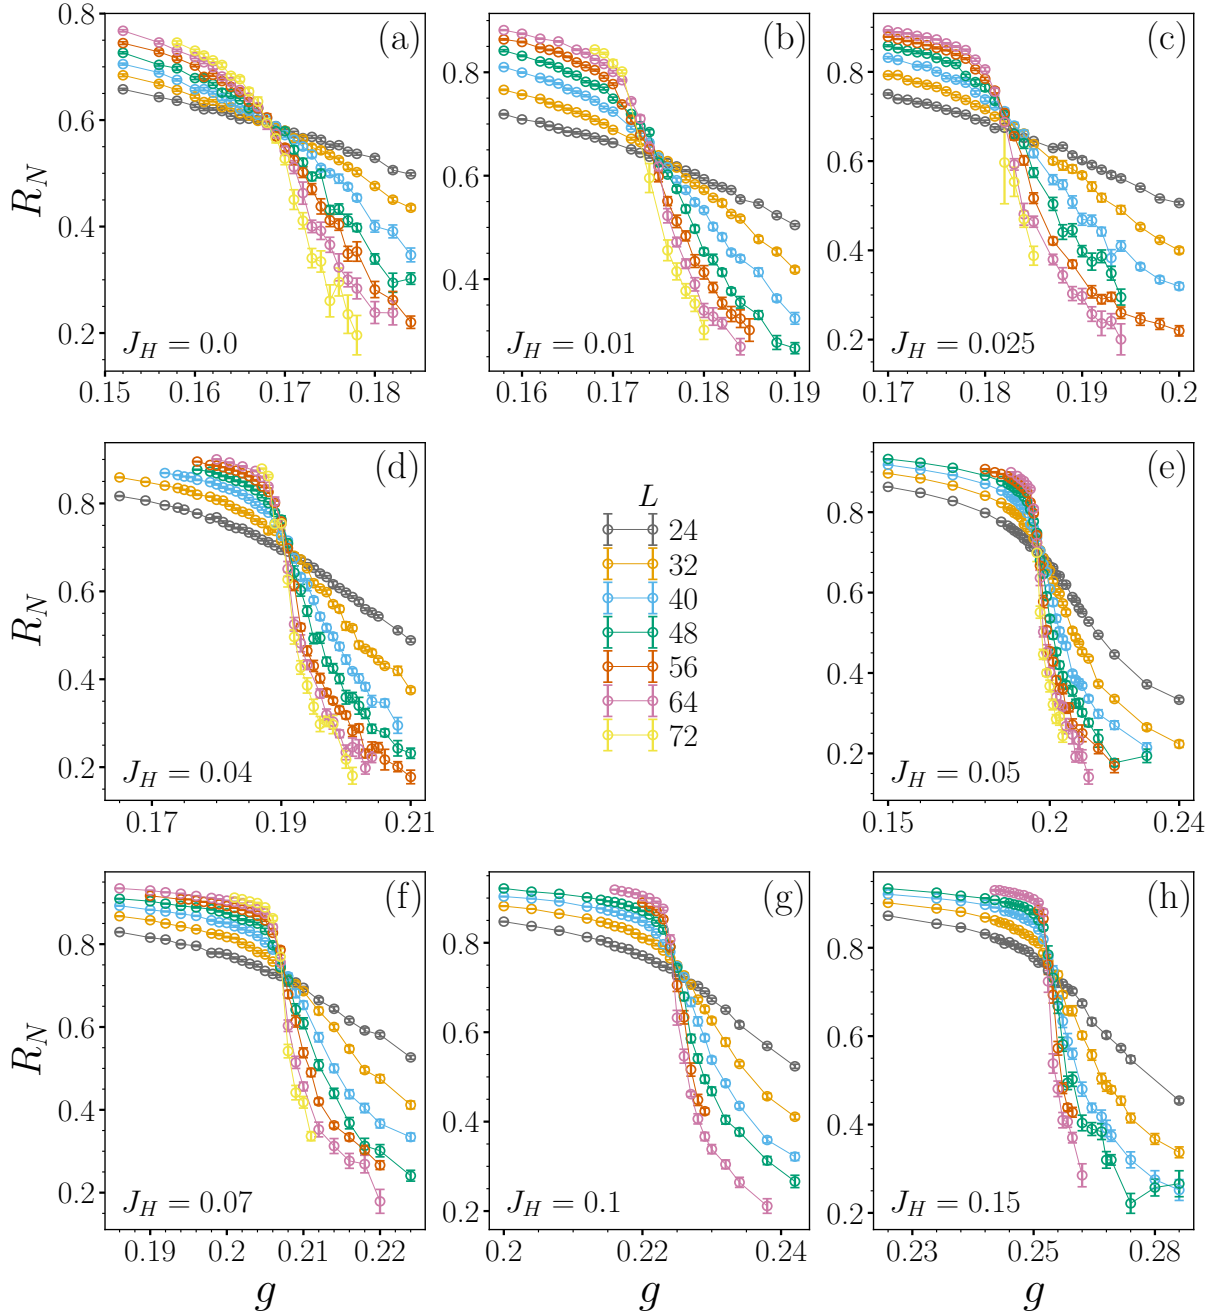 (a)
0.8
0.6
0.4
0.2
R_N
J_H = 0.0
0.15 0.16 0.17 0.18
(b)
0.8
0.6
0.4
J_H = 0.01
0.16 0.17 0.18 0.19
(c)
0.8
0.6
0.4
0.2
J_H = 0.025
0.17 0.18 0.19 0.2
(d)
0.8
0.6
0.4
0.2
R_N
J_H = 0.04
0.17 0.19 0.21
L
24
32
40
48
56
64
72
(e)
0.8
0.6
0.4
0.2
J_H = 0.05
0.15 0.2 0.24
(f)
0.8
0.6
0.4
0.2
R_N
J_H = 0.07
0.19 0.2 0.21 0.22
g
(g)
0.8
0.6
0.4
0.2
J_H = 0.1
0.2 0.22 0.24
g
(h)
0.8
0.6
0.4
0.2
J_H = 0.15
0.23 0.25 0.28
g